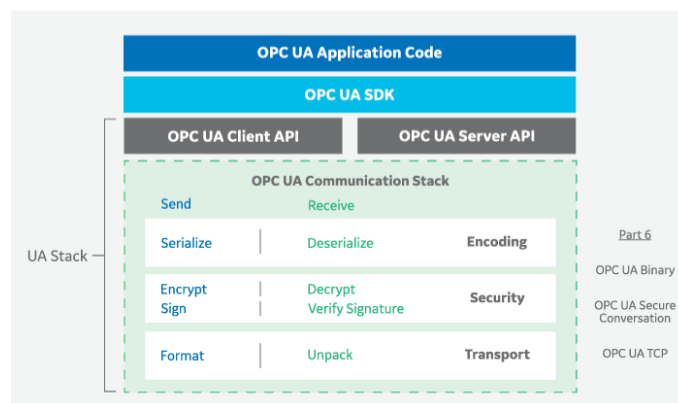 OPC UA Application Code
OPC UA SDK
OPC UA Client API
OPC UA Server API
OPC UA Communication Stack
Send
Receive
Serialize
Deserialize
Encoding
Encrypt
Sign
Decrypt
Verify Signature
Security
Format
Unpack
Transport
UA Stack
Part 6
OPC UA Binary
OPC UA Secure
Conversation
OPC UA TCP